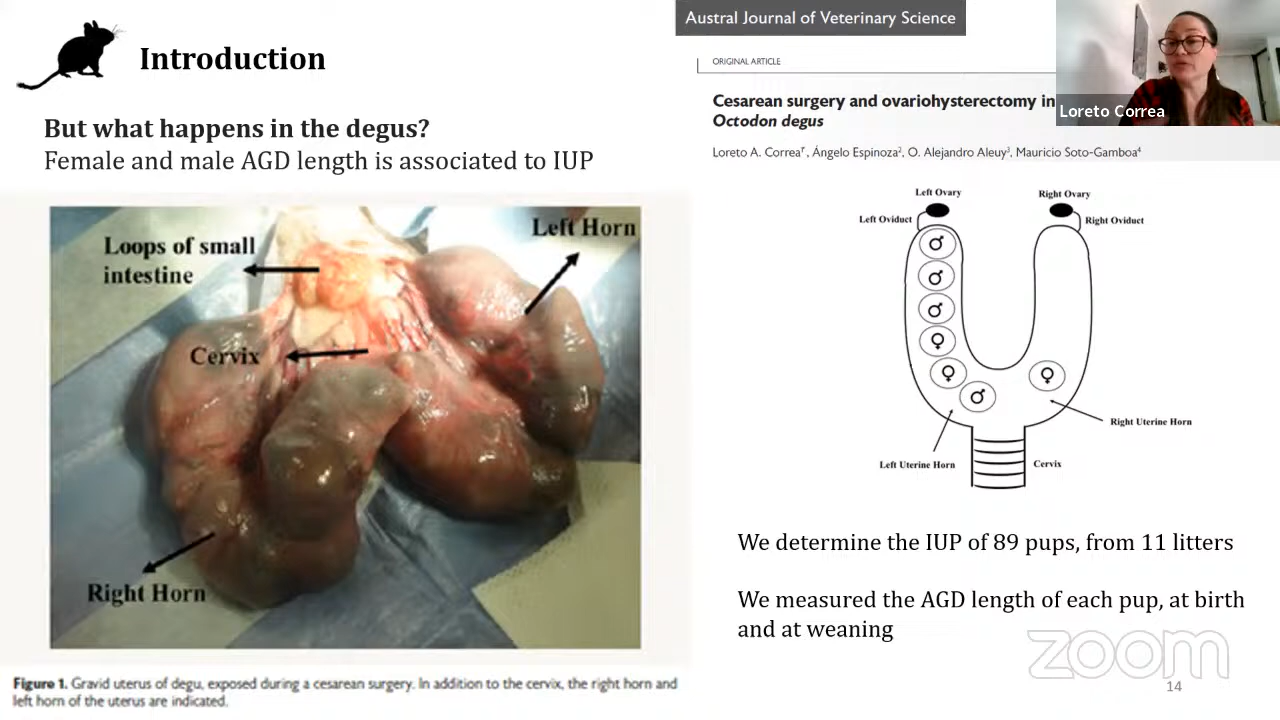 Introduction
But what happens in the degus?
Female and male AGD length is associated to IUP
Loops of small
intestine
Left Horn
Cervix
Right Horn
Figure 1. Gravid uterus of degu, exposed during a cesarean surgery. In addition to the cervix, the right horn and
left horn of the uterus are indicated.
Austral Journal of Veterinary Science
ORIGINAL ARTICLE
Cesarean surgery and ovariohysterectomy in
Octodon degus
Loreto A. Correa, Ángelo Espinoza², O. Alejandro Aleuy³, Mauricio Soto-Gamboa⁴
Loreto Correa
Left Ovary
Right Ovary
Left Oviduct
Right Oviduct
Right Uterine Horn
Left Uterine Horn
Cervix
We determine the IUP of 89 pups, from 11 litters
We measured the AGD length of each pup, at birth
and at weaning
zoom
14